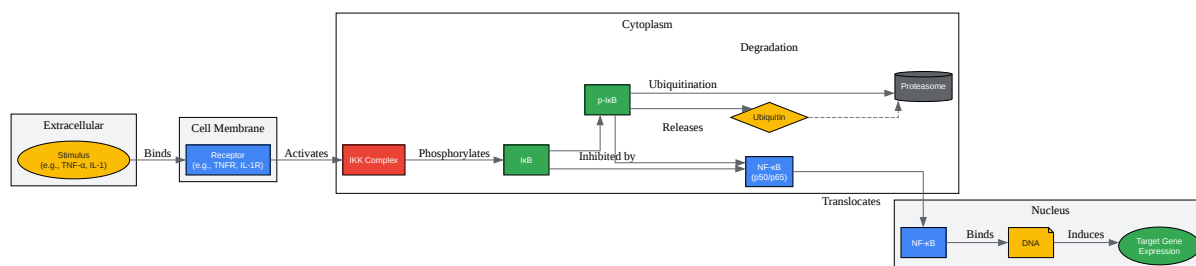 Cytoplasm
Degradation
Ubiquitination
Proteasome
p-IκB
Ubiquitin
Releases
Extracellular
Stimulus
(e.g., TNF-α, IL-1)
Binds
Cell Membrane
Receptor
(e.g., TNFR, IL-1R)
Activates
IKK Complex
Phosphorylates
IκB
Inhibited by
NF-κB
(p50/p65)
Translocates
Nucleus
NF-κB
Binds
DNA
Induces
Target Gene
Expression